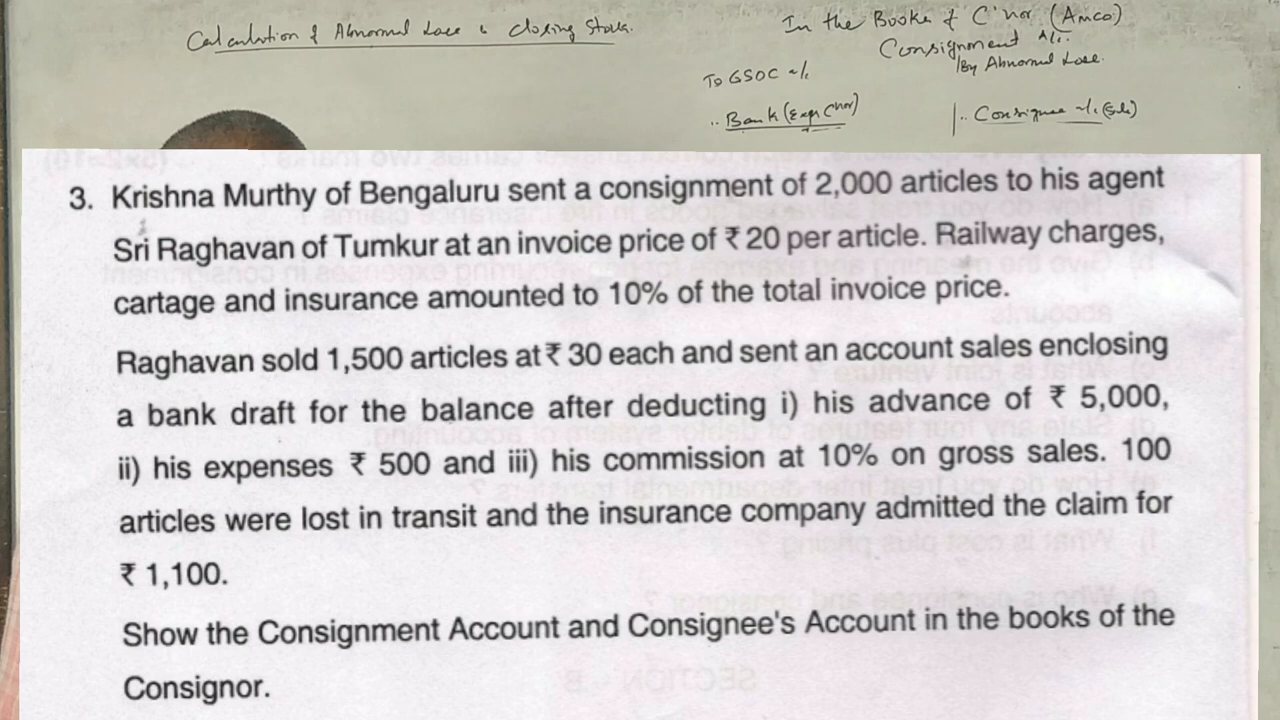 Calculation of Abnormal Loss & closing Stock.
In the Books of C'nor (Amco)
Consignment A/c.
To GSOC a/c
By Abnormal Loss.
.. Bank (Exp C'nor)
.. Consignee a/c (Sale)
3. Krishna Murthy of Bengaluru sent a consignment of 2,000 articles to his agent
Sri Raghavan of Tumkur at an invoice price of ₹ 20 per article. Railway charges,
cartage and insurance amounted to 10% of the total invoice price.
Raghavan sold 1,500 articles at ₹ 30 each and sent an account sales enclosing
a bank draft for the balance after deducting i) his advance of ₹ 5,000,
ii) his expenses ₹ 500 and iii) his commission at 10% on gross sales. 100
articles were lost in transit and the insurance company admitted the claim for
₹ 1,100.
Show the Consignment Account and Consignee's Account in the books of the
Consignor.